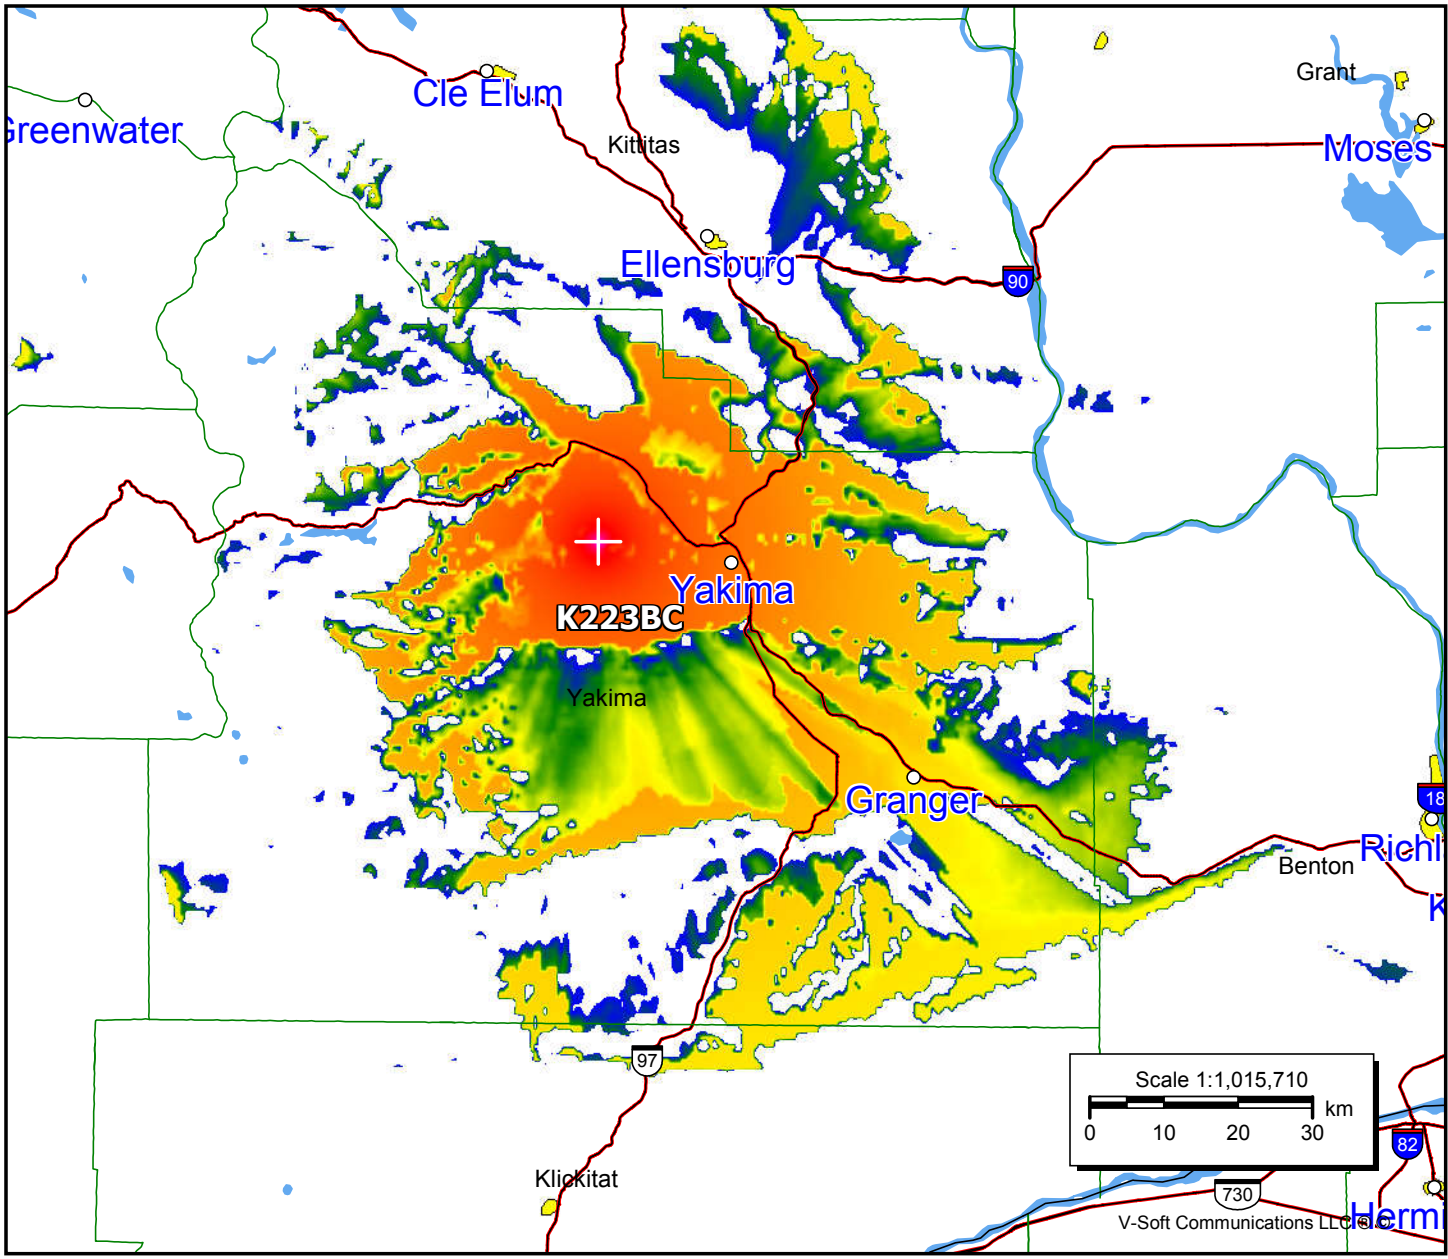 Grant
Cle Elum
Greenwater
Kittitas
Moses
Ellensburg
90
Yakima
K223BC
Yakima
Granger
18
Richl
Benton
K
97
Scale 1:1,015,710
km
0 10 20 30
82
Klickitat
730
Herm
V-Soft Communications LLC ® ©